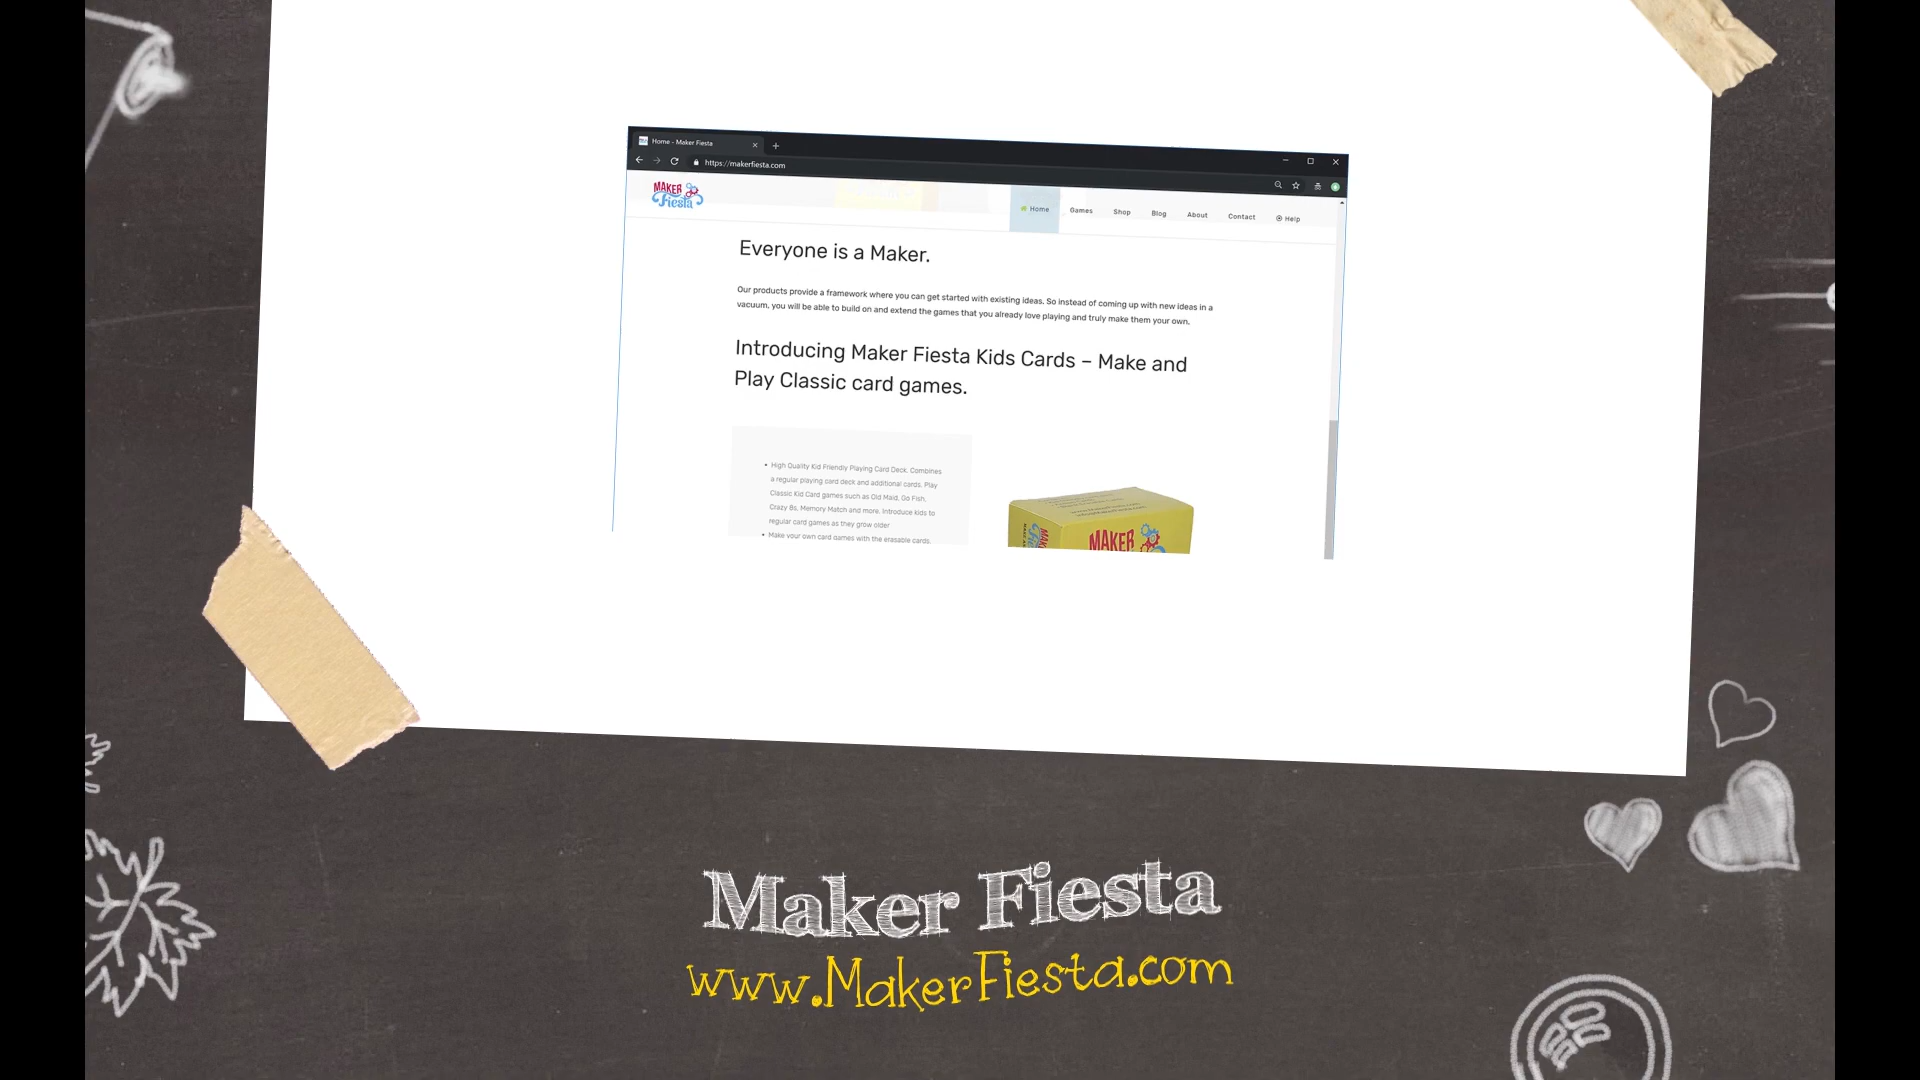 Home - Maker Fiesta
https://makerfiesta.com
MAKER
Fiesta
Home Games Shop Blog About Contact Help
Everyone is a Maker.
Our products provide a framework where you can get started with existing ideas. So instead of coming up with new ideas in a
vacuum, you will be able to build on and extend the games that you already love playing and truly make them your own.
Introducing Maker Fiesta Kids Cards – Make and
Play Classic card games.
• High Quality Kid Friendly Playing Card Deck. Combines
a regular playing card deck and additional cards. Play
Classic Kid Card games such as Old Maid, Go Fish,
Crazy 8s, Memory Match and more. Introduce kids to
regular card games as they grow older
• Make your own card games with the erasable cards.
MAKER
Maker Fiesta
www.MakerFiesta.com